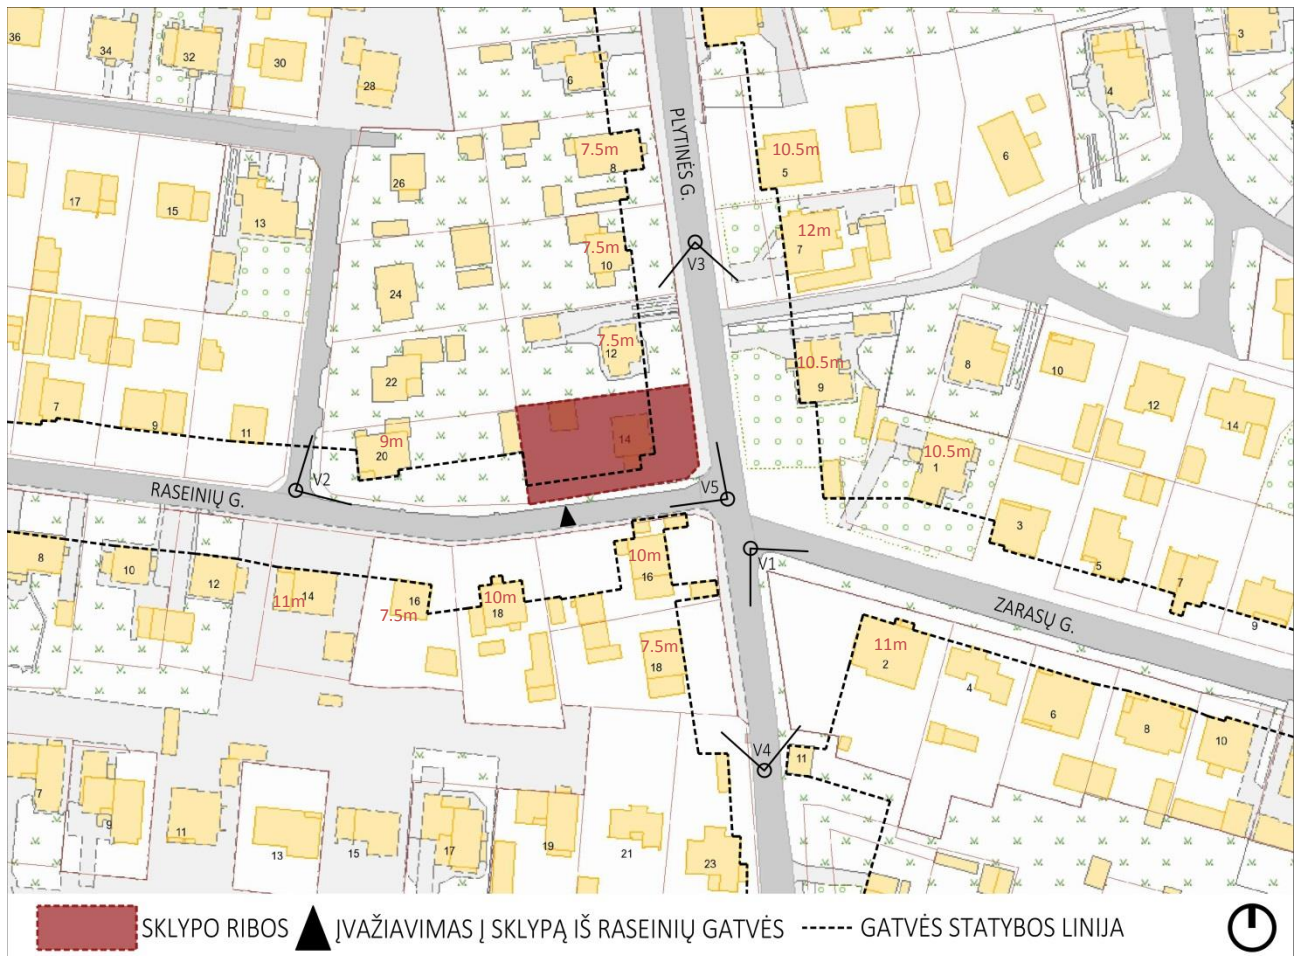 36
34
32
30
28
6
3
4
PLYTINĖS G.
7.5m
8
10.5m
5
6
26
17
15
13
12m
7
7.5m
10
V3
24
7.5m
12
10.5m
9
8
10
12
14
22
7
9
11
9m
20
14
10.5m
1
V2
V5
RASEINIŲ G.
3
5
7
9
8
10
12
11m
14
7.5m
16
10m
18
10m
16
V1
ZARASŲ G.
7.5m
18
11m
2
4
6
8
10
V4
11
7
9
11
13
15
17
19
21
23
SKLYPO RIBOS
ĮVAŽIAVIMAS Į SKLYPĄ IŠ RASEINIŲ GATVĖS
GATVĖS STATYBOS LINIJA